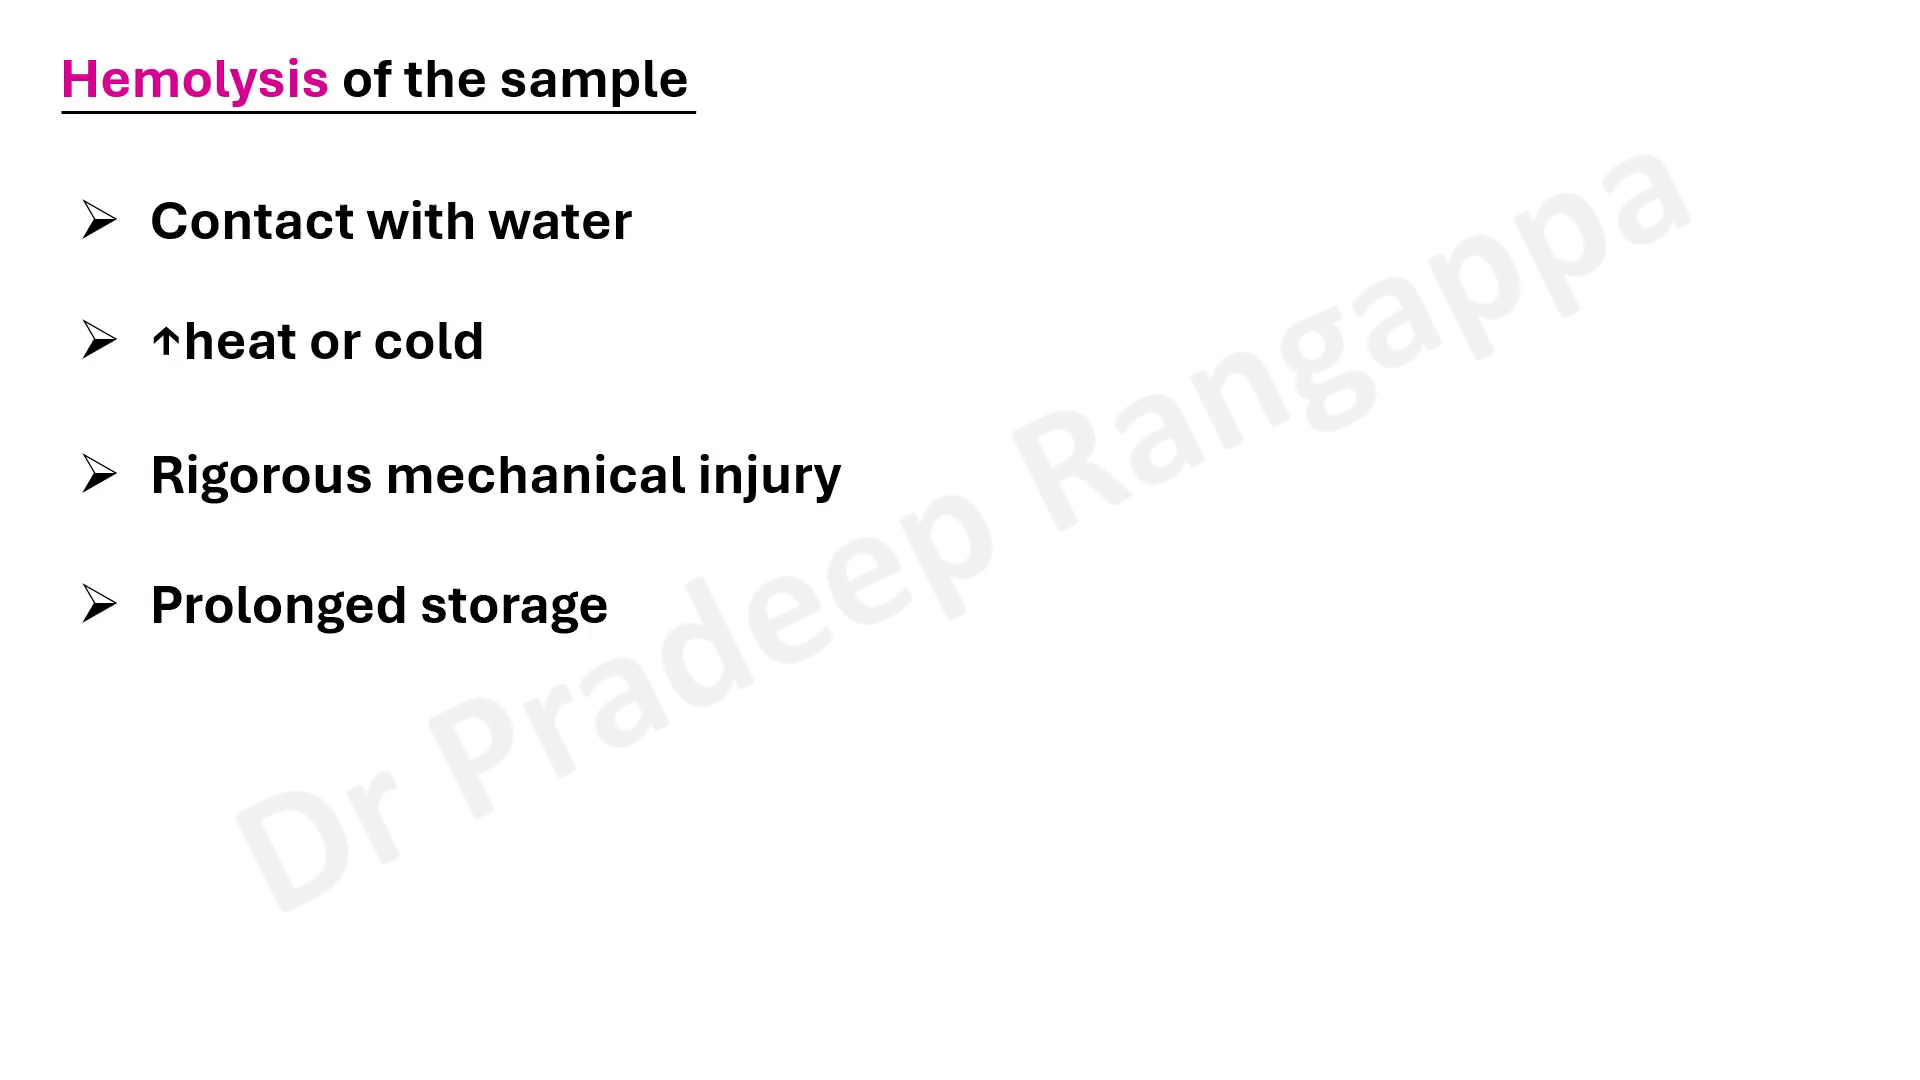 Hemolysis of the sample
➢ Contact with water
➢ ↑heat or cold
➢ Rigorous mechanical injury
➢ Prolonged storage
Dr Pradeep Rangappa